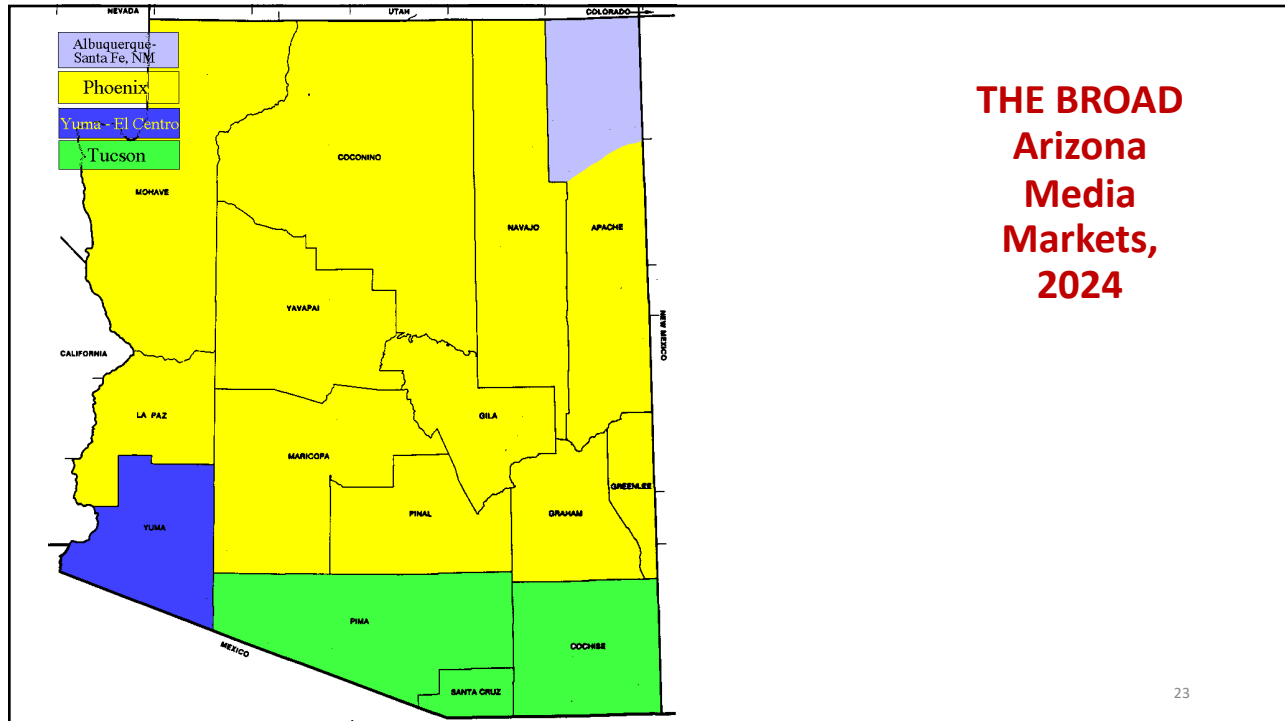 NEVADA
UTAH
COLORADO
Albuquerque-
Santa Fe, NM
Phoenix
Yuma - El Centro
Tucson
COCONINO
MOHAVE
NAVAJO
APACHE
YAVAPAI
NEW MEXICO
CALIFORNIA
LA PAZ
GILA
MARICOPA
GREENLEE
PINAL
GRAHAM
YUMA
PIMA
COCHISE
MEXICO
SANTA CRUZ
THE BROAD
Arizona
Media
Markets,
2024
23